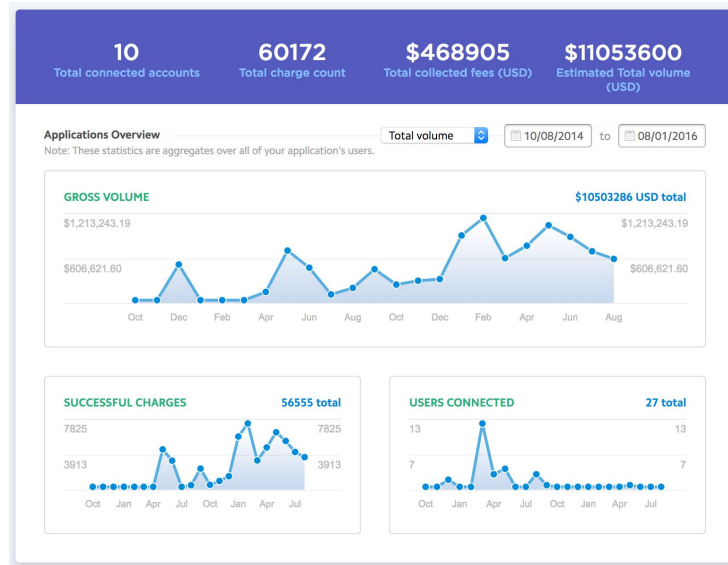 10
Total connected accounts
60172
Total charge count
$468905
Total collected fees (USD)
$11053600
Estimated Total volume
(USD)
Applications Overview
Total volume
10/08/2014 to 08/01/2016
Note: These statistics are aggregates over all of your application's users.
GROSS VOLUME $10503286 USD total
$1,213,243.19 $1,213,243.19
$606,621.60 $606,621.60
Oct Dec Feb Apr Jun Aug Oct Dec Feb Apr Jun Aug
SUCCESSFUL CHARGES 56555 total
7825 7825
3913 3913
Oct Jan Apr Jul Oct Jan Apr Jul
USERS CONNECTED 27 total
13 13
7 7
Oct Jan Apr Jul Oct Jan Apr Jul